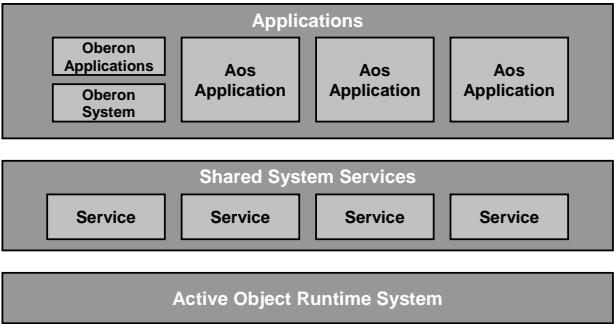 Applications
Oberon
Applications
Oberon
System
Aos
Application
Aos
Application
Aos
Application
Shared System Services
Service
Service
Service
Service
Active Object Runtime System